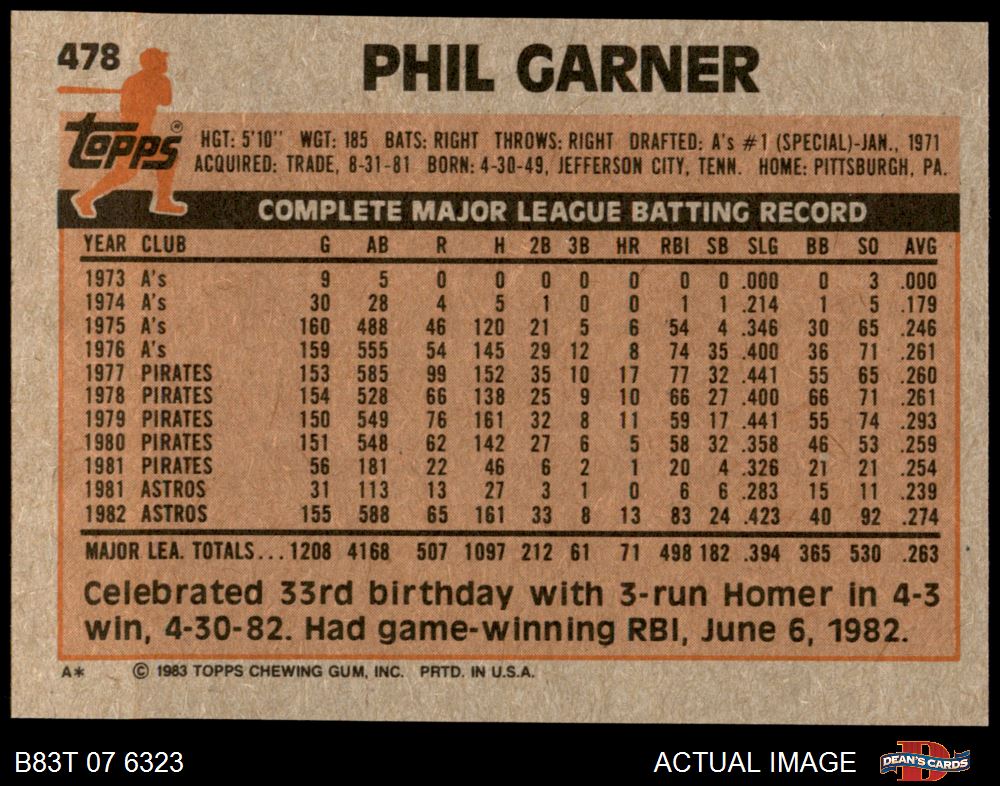 478 PHIL GARNER
Topps®
HGT: 5'10" WGT: 185 BATS: RIGHT THROWS: RIGHT DRAFTED: A's #1 (SPECIAL)-JAN., 1971
ACQUIRED: TRADE, 8-31-81 BORN: 4-30-49, JEFFERSON CITY, TENN. HOME: PITTSBURGH, PA.
COMPLETE MAJOR LEAGUE BATTING RECORD
YEAR CLUB G AB R H 2B 3B HR RBI SB SLG BB SO AVG
1973 A's 9 5 0 0 0 0 0 0 0 .000 0 3 .000
1974 A's 30 28 4 5 1 0 0 1 1 .214 1 5 .179
1975 A's 160 488 46 120 21 5 6 54 4 .346 30 65 .246
1976 A's 159 555 54 145 29 12 8 74 35 .400 36 71 .261
1977 PIRATES 153 585 99 152 35 10 17 77 32 .441 55 65 .260
1978 PIRATES 154 528 66 138 25 9 10 66 27 .400 66 71 .261
1979 PIRATES 150 549 76 161 32 8 11 59 17 .441 55 74 .293
1980 PIRATES 151 548 62 142 27 6 5 58 32 .358 46 53 .259
1981 PIRATES 56 181 22 46 6 2 1 20 4 .326 21 21 .254
1981 ASTROS 31 113 13 27 3 1 0 6 6 .283 15 11 .239
1982 ASTROS 155 588 65 161 33 8 13 83 24 .423 40 92 .274
MAJOR LEA. TOTALS... 1208 4168 507 1097 212 61 71 498 182 .394 365 530 .263
Celebrated 33rd birthday with 3-run Homer in 4-3
win, 4-30-82. Had game-winning RBI, June 6, 1982.
A* © 1983 TOPPS CHEWING GUM, INC. PRTD. IN U.S.A.
B83T 07 6323 ACTUAL IMAGE DEAN'S CARDS